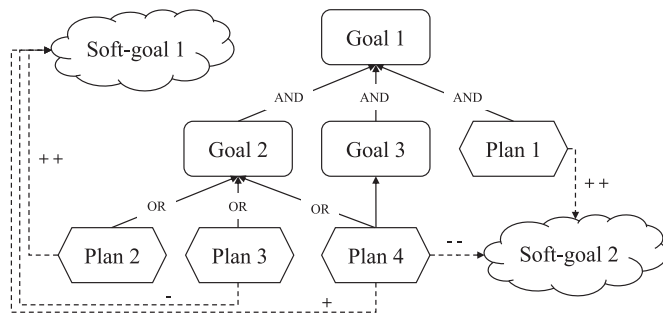 Soft-goal 1
Goal 1
AND
AND
AND
Goal 2
Goal 3
Plan 1
++
++
OR
OR
OR
Plan 2
Plan 3
Plan 4
--
Soft-goal 2
-
+